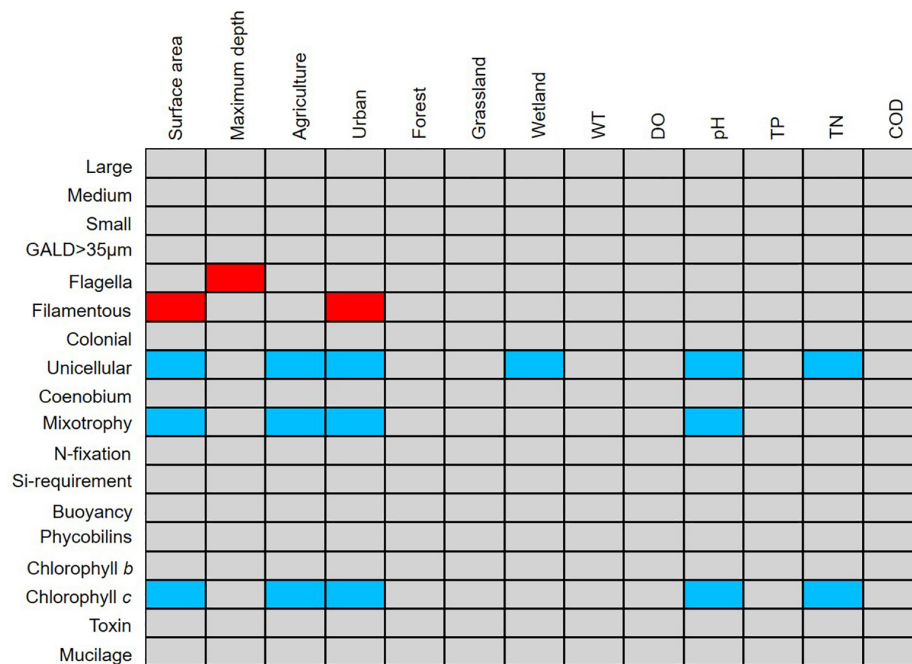 Surface area
Maximum depth
Agriculture
Urban
Forest
Grassland
Wetland
WT
DO
pH
TP
TN
COD
Large
Medium
Small
GALD>35μm
Flagella
Filamentous
Colonial
Unicellular
Coenobium
Mixotrophy
N-fixation
Si-requirement
Buoyancy
Phycobilins
Chlorophyll b
Chlorophyll c
Toxin
Mucilage